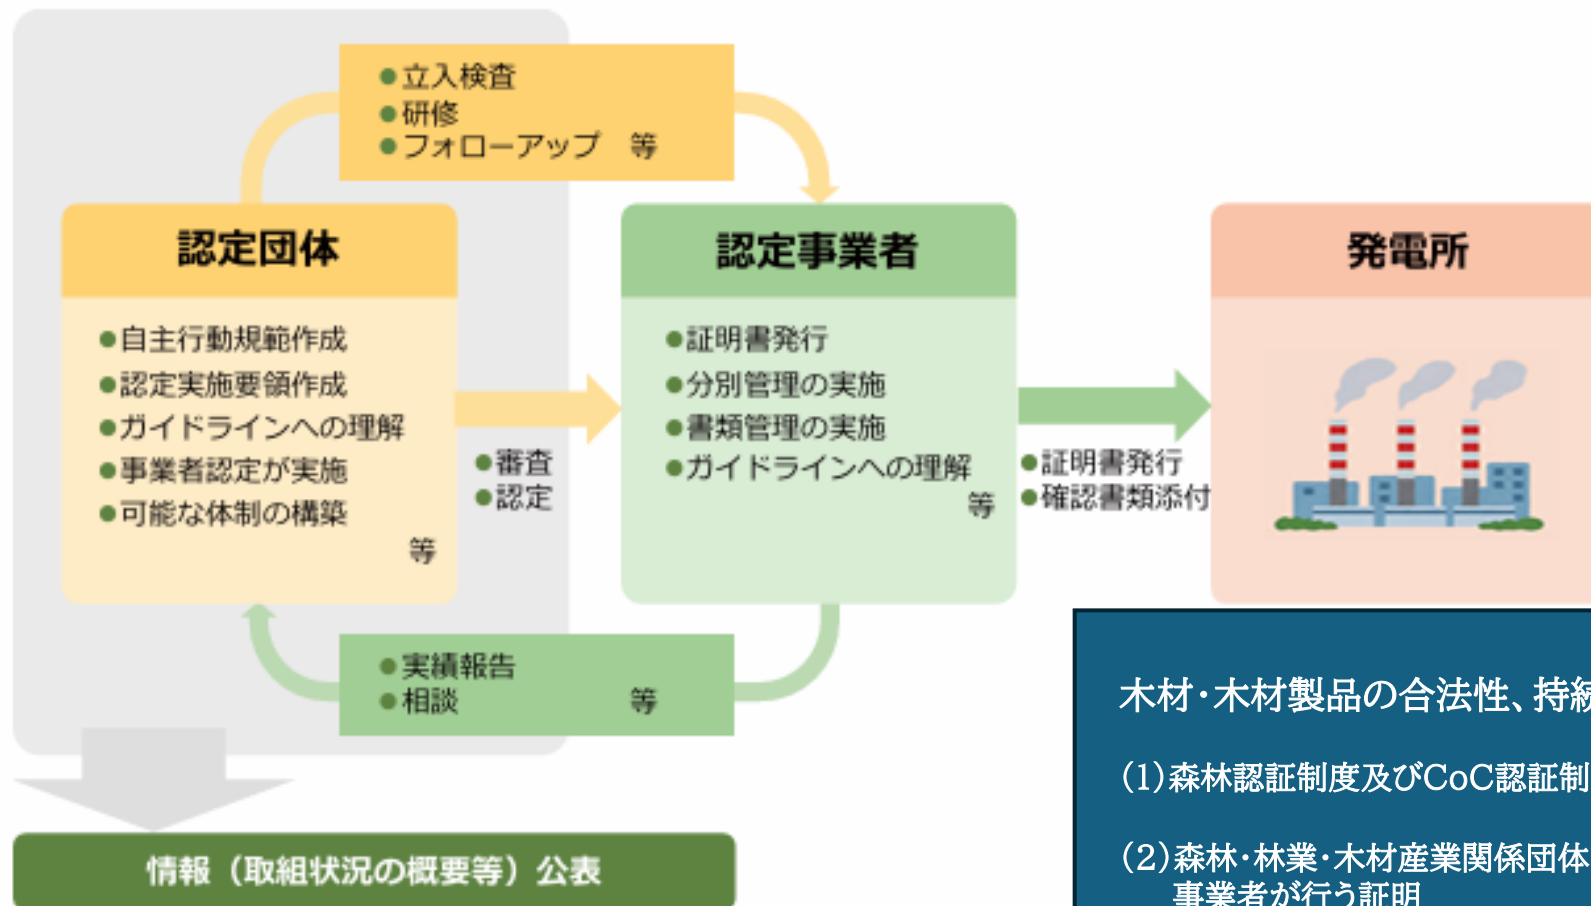 ●立入検査
●研修
●フォローアップ　等
認定団体
●自主行動規範作成
●認定実施要領作成
●ガイドラインへの理解
●事業者認定が実施
●可能な体制の構築
等
●審査
●認定
認定事業者
●証明書発行
●分別管理の実施
●書類管理の実施
●ガイドラインへの理解
等
●証明書発行
●確認書類添付
発電所
●実績報告
●相談　　　　　　等
情報（取組状況の概要等）公表
木材・木材製品の合法性、持続
（1）森林認証制度及びCoC認証制
（2）森林・林業・木材産業関係団体
事業者が行う証明